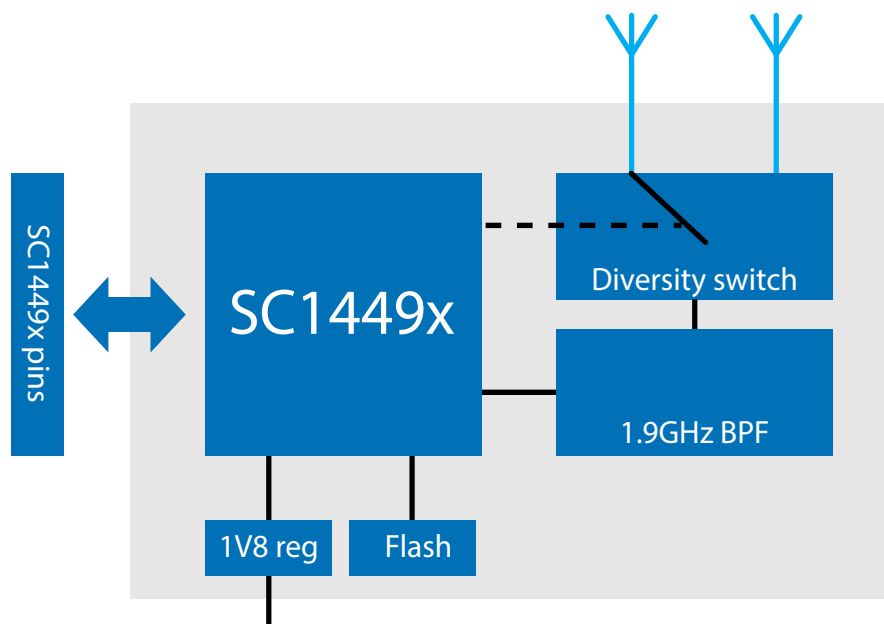 SC1449x pins
SC1449x
Diversity switch
1.9GHz BPF
1V8 reg
Flash